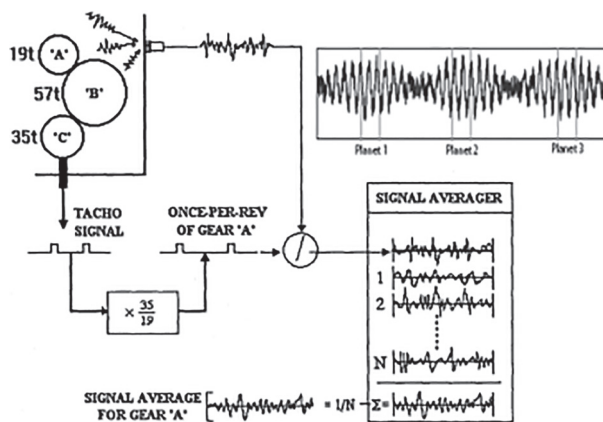 19t
"A"
57t
"B"
35t
"C"
TACHO
SIGNAL
ONCE-PER-REV
OF GEAR "A"
× 35/19
Planet 1
Planet 2
Planet 3
SIGNAL AVERAGER
1
2
N
SIGNAL AVERAGE
FOR GEAR "A"
= 1/N
Σ =